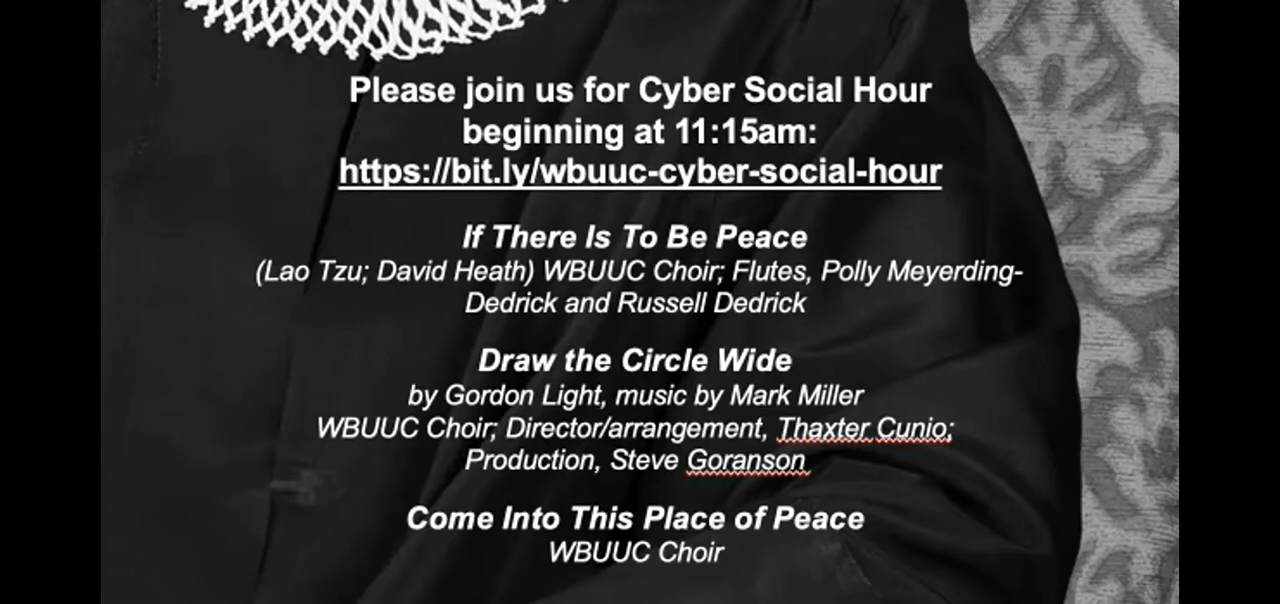 Please join us for Cyber Social Hour
beginning at 11:15am:
https://bit.ly/wbuuc-cyber-social-hour
If There Is To Be Peace
(Lao Tzu; David Heath) WBUUC Choir; Flutes, Polly Meyerding-
Dedrick and Russell Dedrick
Draw the Circle Wide
by Gordon Light, music by Mark Miller
WBUUC Choir; Director/arrangement, Thaxter Cunio;
Production, Steve Goranson
Come Into This Place of Peace
WBUUC Choir